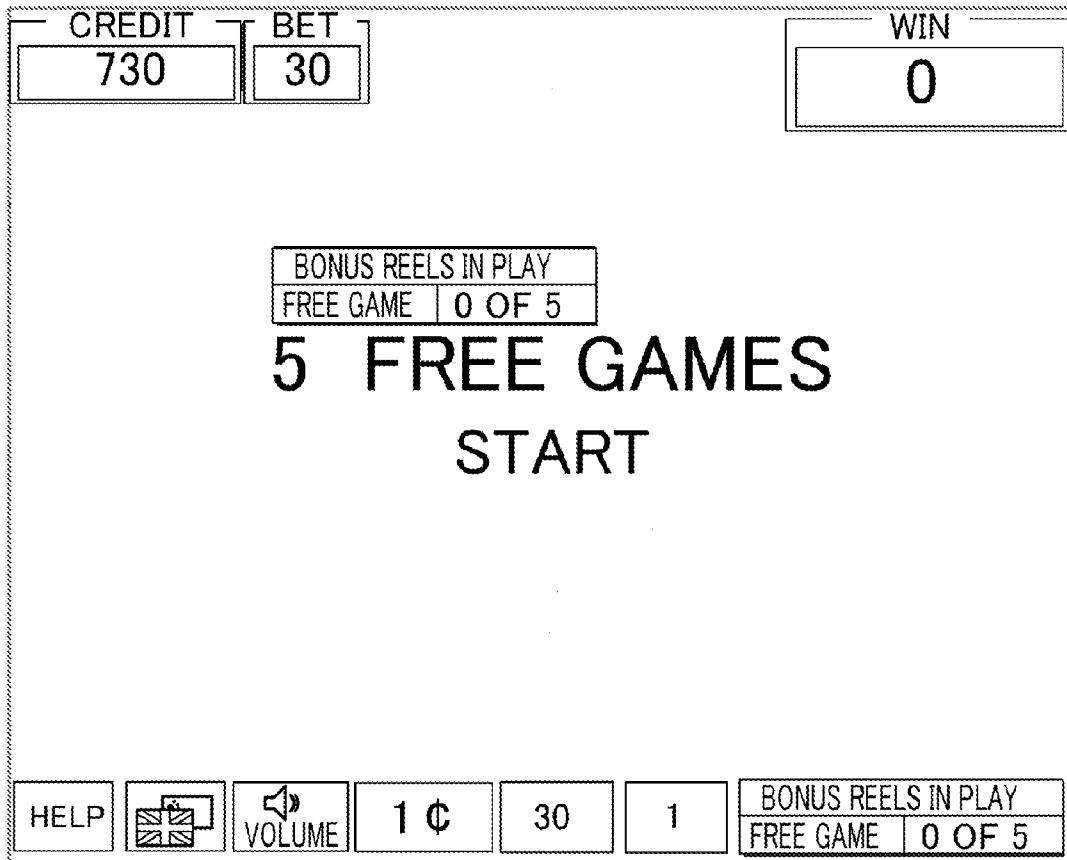 CREDIT BET WIN
730 30 0
BONUS REELS IN PLAY
FREE GAME 0 OF 5
5 FREE GAMES
START
HELP VOLUME 1 ¢ 30 1
BONUS REELS IN PLAY
FREE GAME 0 OF 5